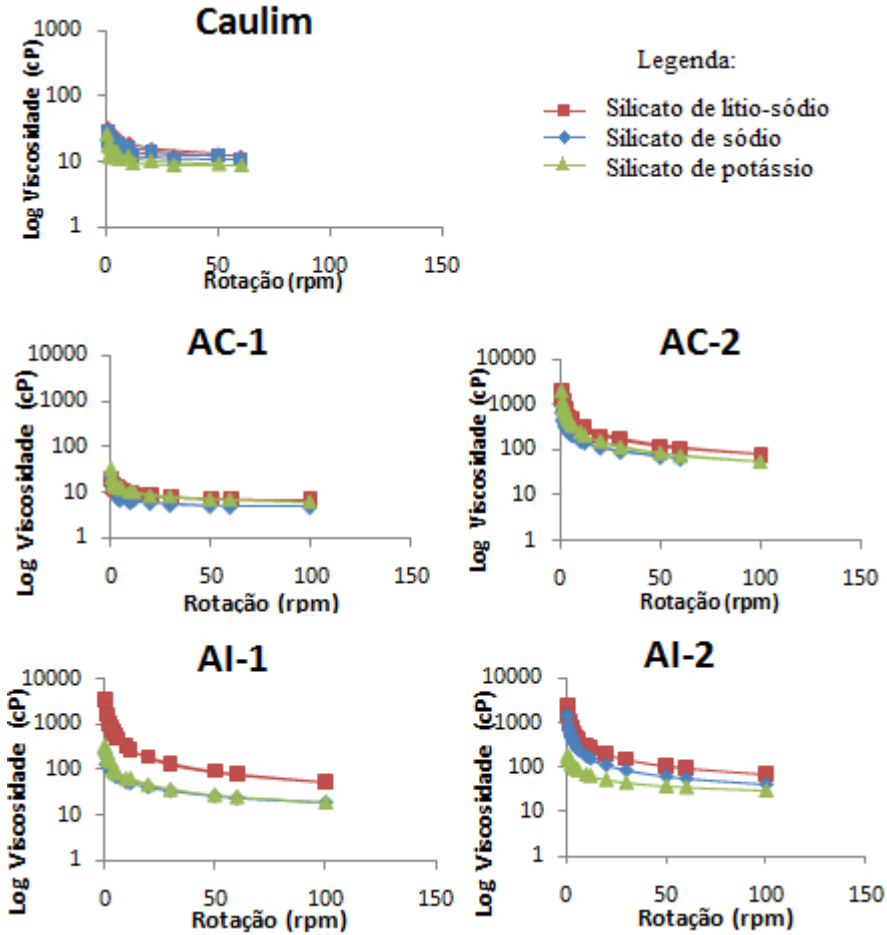 Caulim
Log Viscosidade (cP)
1000
100
10
1
0
50
100
150
Rotação (rpm)
Legenda:
Silicato de lítio-sódio
Silicato de sódio
Silicato de potássio
AC-1
Log Viscosidade (cP)
10000
1000
100
10
1
0
50
100
150
Rotação (rpm)
AC-2
Log Viscosidade (cP)
10000
1000
100
10
1
0
50
100
150
Rotação (rpm)
AI-1
Log Viscosidade (cP)
10000
1000
100
10
1
0
50
100
150
Rotação (rpm)
AI-2
Log Viscosidade (cP)
10000
1000
100
10
1
0
50
100
150
Rotação (rpm)